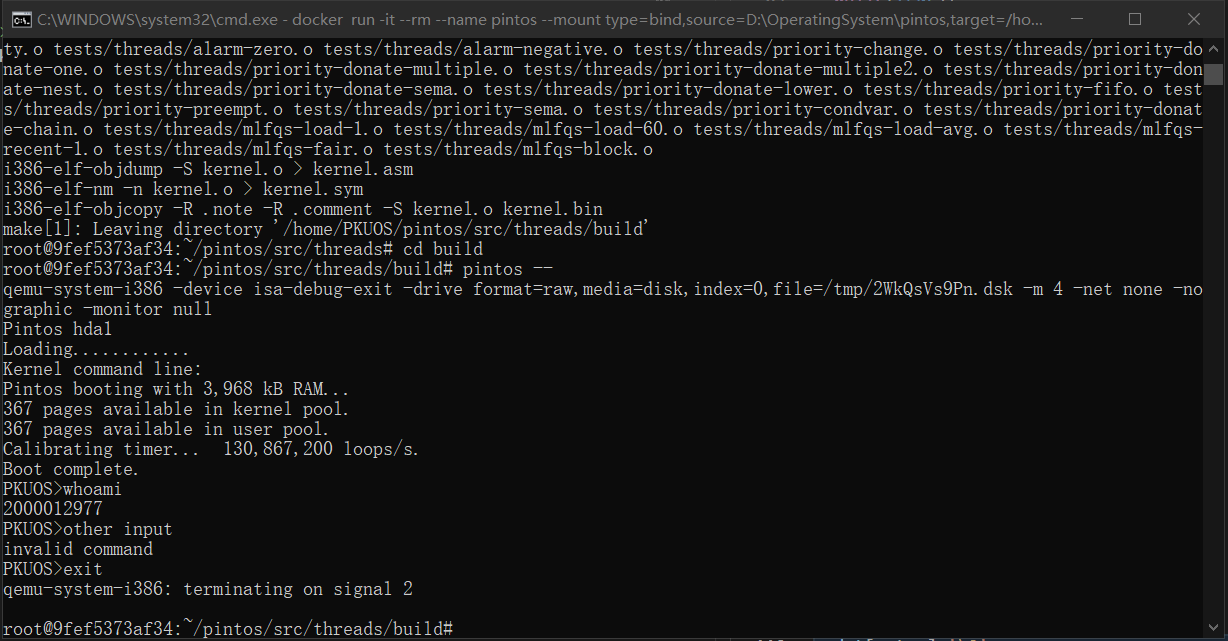 C:\WINDOWS\system32\cmd.exe - docker  run -it --rm --name pintos --mount type=bind,source=D:\OperatingSystem\pintos,target=/ho...
ty.o tests/threads/alarm-zero.o tests/threads/alarm-negative.o tests/threads/priority-change.o tests/threads/priority-do
nate-one.o tests/threads/priority-donate-multiple.o tests/threads/priority-donate-multiple2.o tests/threads/priority-don
ate-nest.o tests/threads/priority-donate-sema.o tests/threads/priority-donate-lower.o tests/threads/priority-fifo.o test
s/threads/priority-preempt.o tests/threads/priority-sema.o tests/threads/priority-condvar.o tests/threads/priority-donat
e-chain.o tests/threads/mlfqs-load-1.o tests/threads/mlfqs-load-60.o tests/threads/mlfqs-load-avg.o tests/threads/mlfqs-
recent-1.o tests/threads/mlfqs-fair.o tests/threads/mlfqs-block.o
i386-elf-objdump -S kernel.o > kernel.asm
i386-elf-nm -n kernel.o > kernel.sym
i386-elf-objcopy -R .note -R .comment -S kernel.o kernel.bin
make[1]: Leaving directory '/home/PKUOS/pintos/src/threads/build'
root@9fef5373af34:~/pintos/src/threads# cd build
root@9fef5373af34:~/pintos/src/threads/build# pintos --
qemu-system-i386 -device isa-debug-exit -drive format=raw,media=disk,index=0,file=/tmp/2WkQsVs9Pn.dsk -m 4 -net none -no
graphic -monitor null
Pintos hda1
Loading............
Kernel command line:
Pintos booting with 3,968 kB RAM...
367 pages available in kernel pool.
367 pages available in user pool.
Calibrating timer...  130,867,200 loops/s.
Boot complete.
PKUOS>whoami
2000012977
PKUOS>other input
invalid command
PKUOS>exit
qemu-system-i386: terminating on signal 2
root@9fef5373af34:~/pintos/src/threads/build#